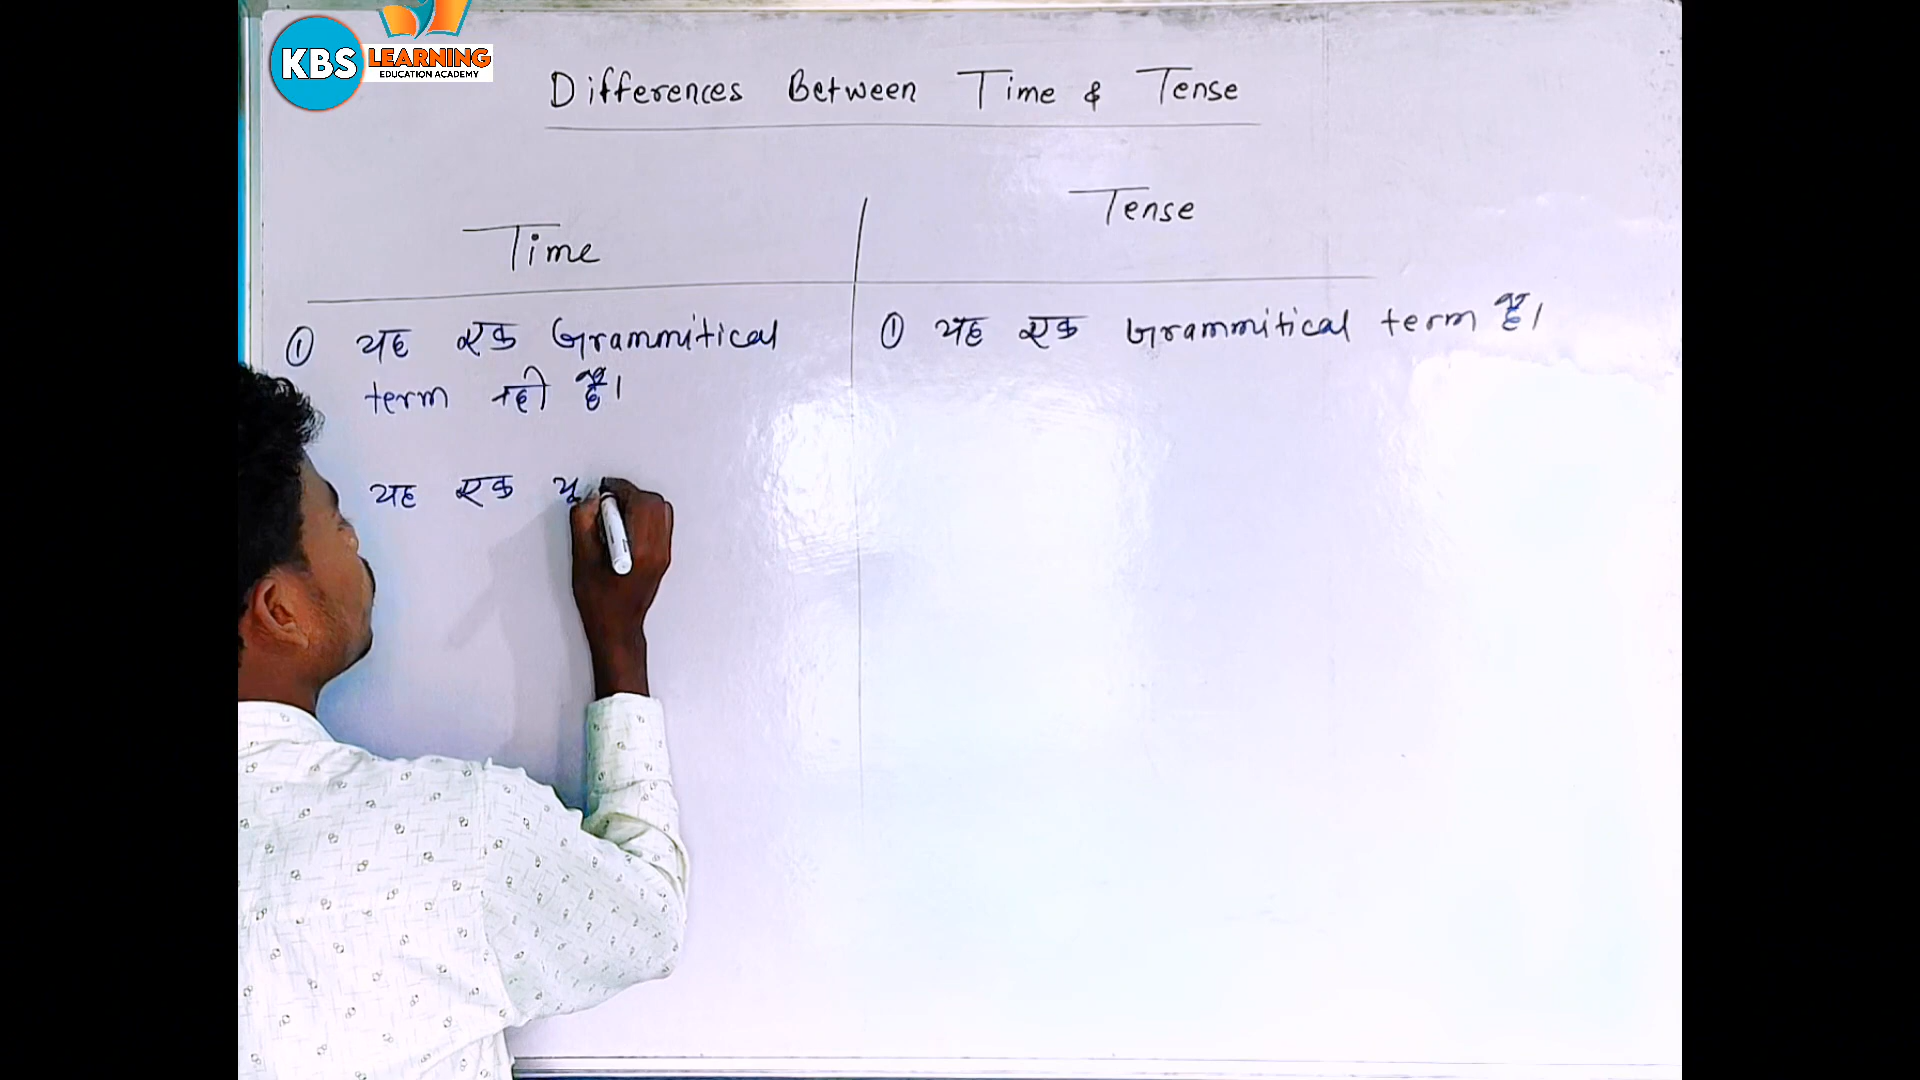 KBS LEARNING
EDUCATION ACADEMY
Differences Between Time & Tense
Time
Tense
① यह एक Grammitical
term नही है।
यह एक
① यह एक Grammitical term है।